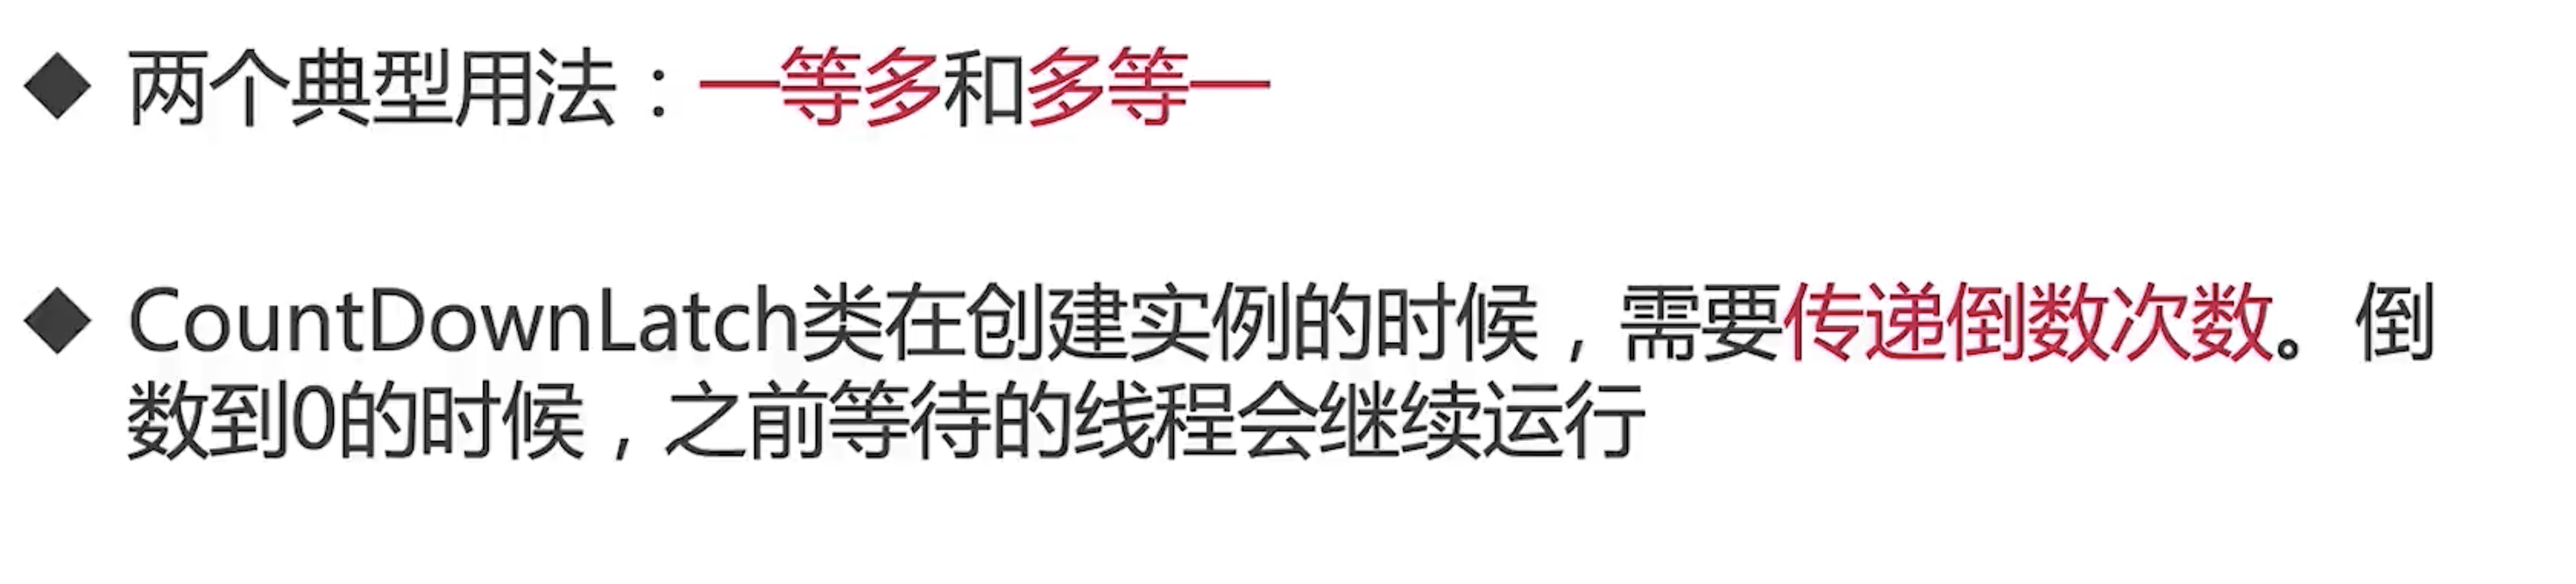 ◆ 两个典型用法：一等多和多等一
◆ CountDownLatch类在创建实例的时候，需要传递倒数次数。倒
数到0的时候，之前等待的线程会继续运行